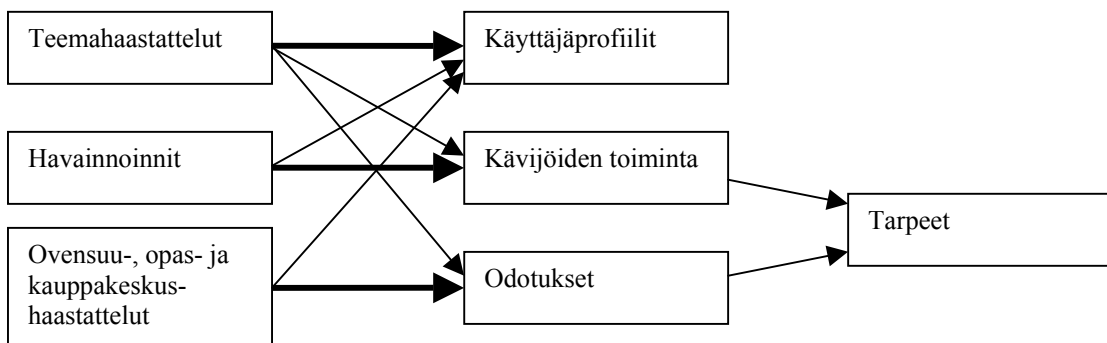 Teemahaastattelut
Havainnoinnit
Ovensuu-, opas- ja
kauppakeskus-
haastattelut
Käyttäjäprofiilit
Kävijöiden toiminta
Odotukset
Tarpeet